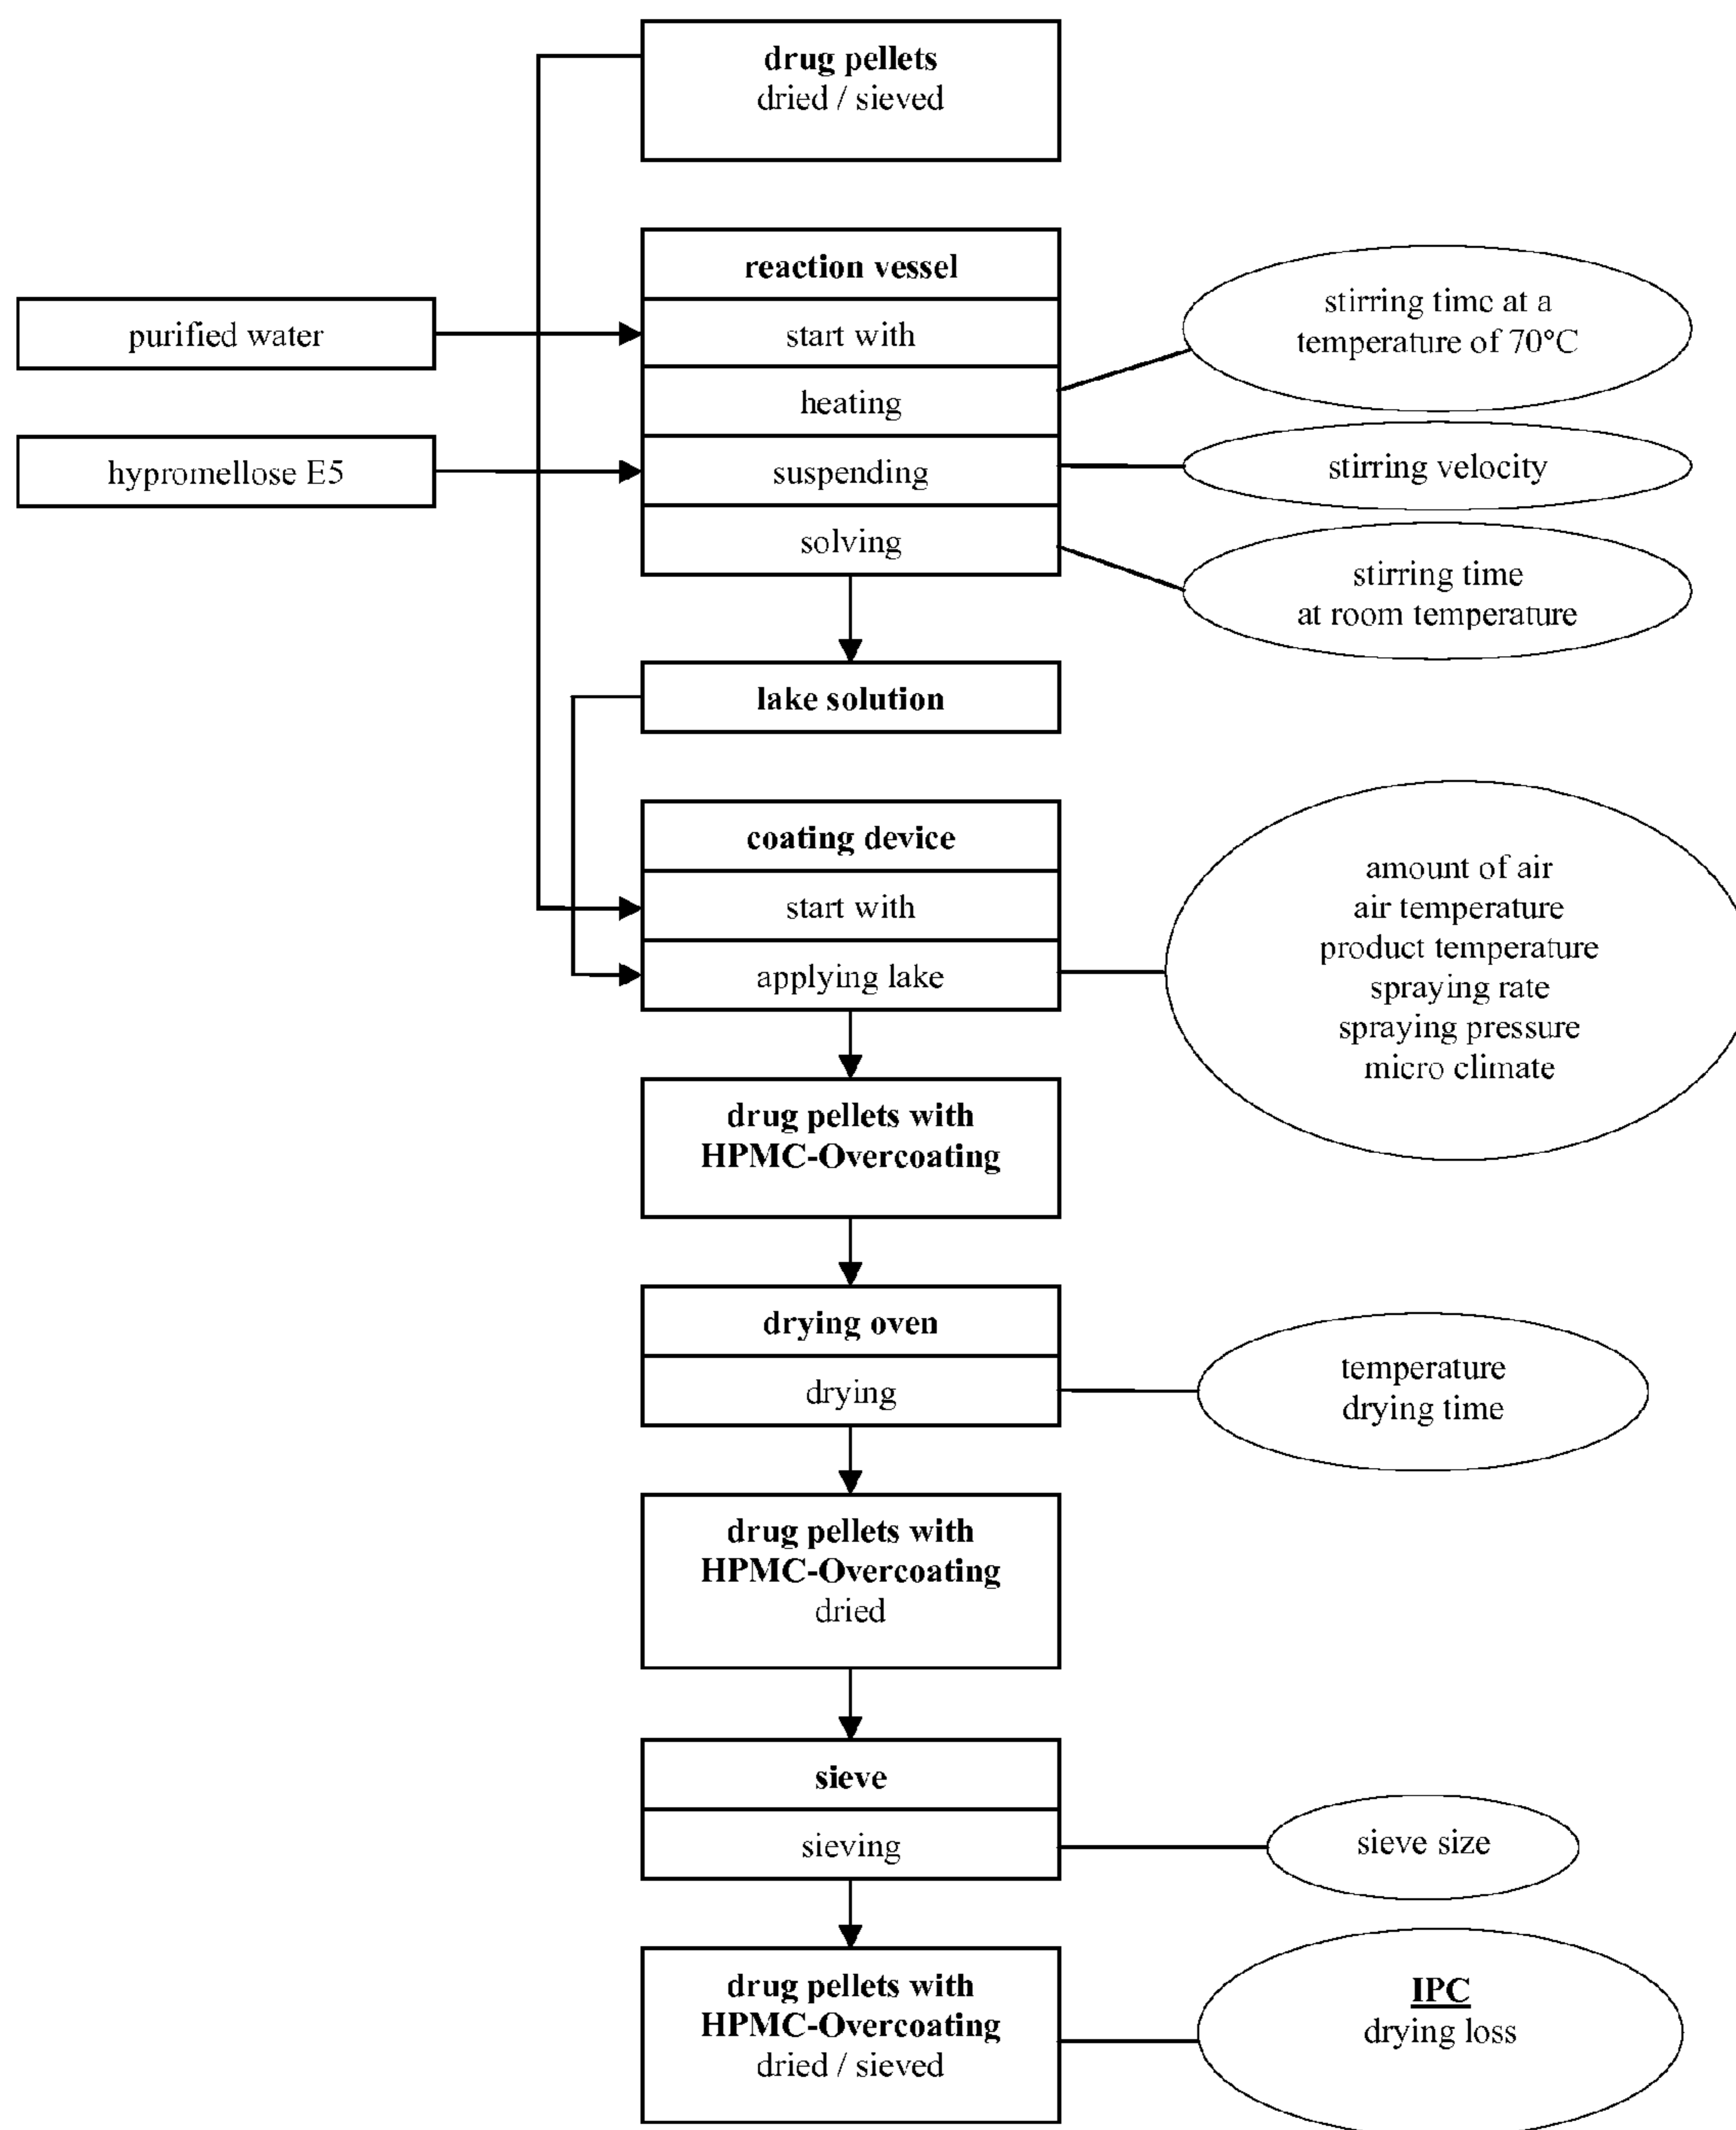 drug pellets
dried / sieved
reaction vessel
purified water
start with
stirring time at a
temperature of 70°C
heating
hypromellose E5
suspending
stirring velocity
solving
stirring time
at room temperature
lake solution
coating device
start with
applying lake
amount of air
air temperature
product temperature
spraying rate
spraying pressure
micro climate
drug pellets with
HPMC-Overcoating
drying oven
drying
temperature
drying time
drug pellets with
HPMC-Overcoating
dried
sieve
sieving
sieve size
drug pellets with
HPMC-Overcoating
dried / sieved
IPC
drying loss